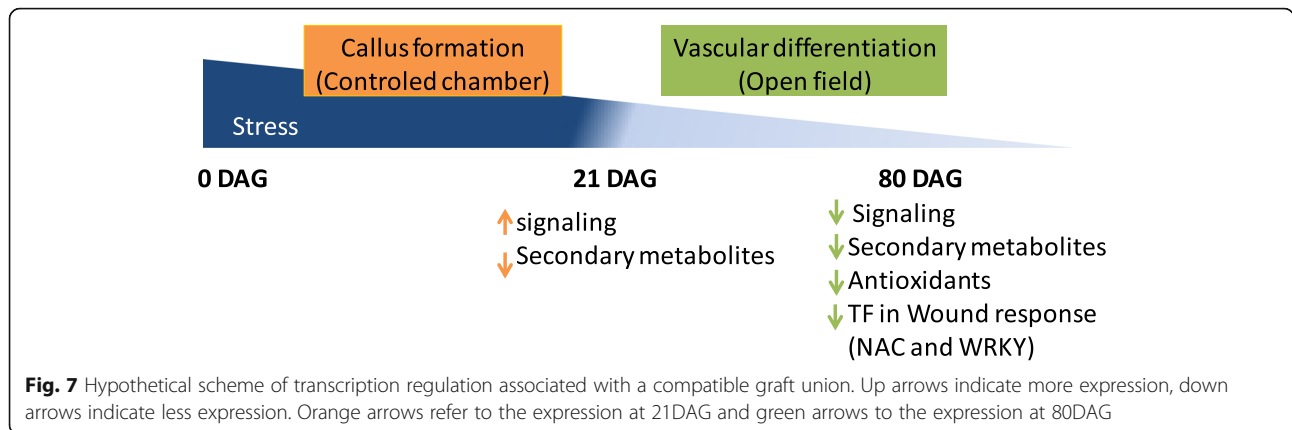 Callus formation
(Controled chamber)
Vascular differentiation
(Open field)
Stress
0 DAG
21 DAG
80 DAG
signaling
Secondary metabolites
Signaling
Secondary metabolites
Antioxidants
TF in Wound response
(NAC and WRKY)
Fig. 7 Hypothetical scheme of transcription regulation associated with a compatible graft union. Up arrows indicate more expression, down
arrows indicate less expression. Orange arrows refer to the expression at 21DAG and green arrows to the expression at 80DAG